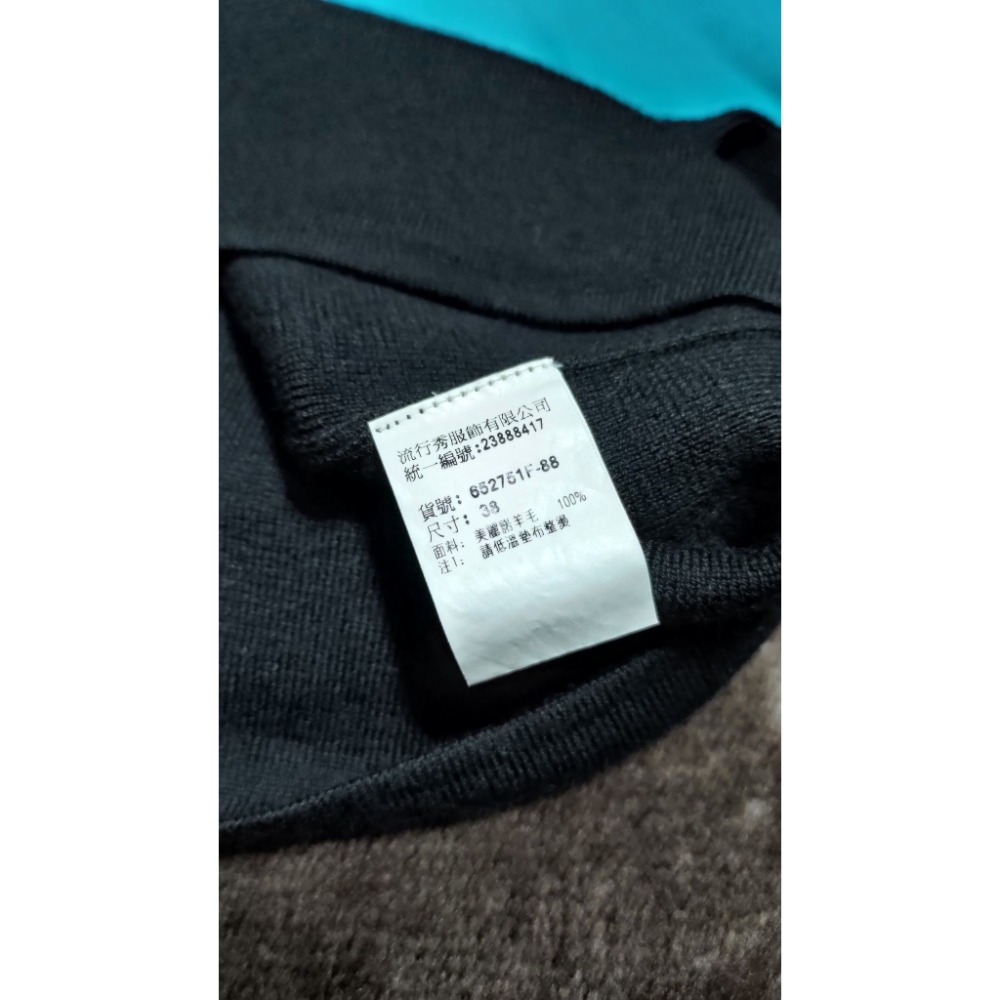 流行秀服飾有限公司
統一編號:23888417
貨號: 652751F-88
尺寸: 38
面料: 美麗諾羊毛 100%
注1: 請低溫墊布整燙